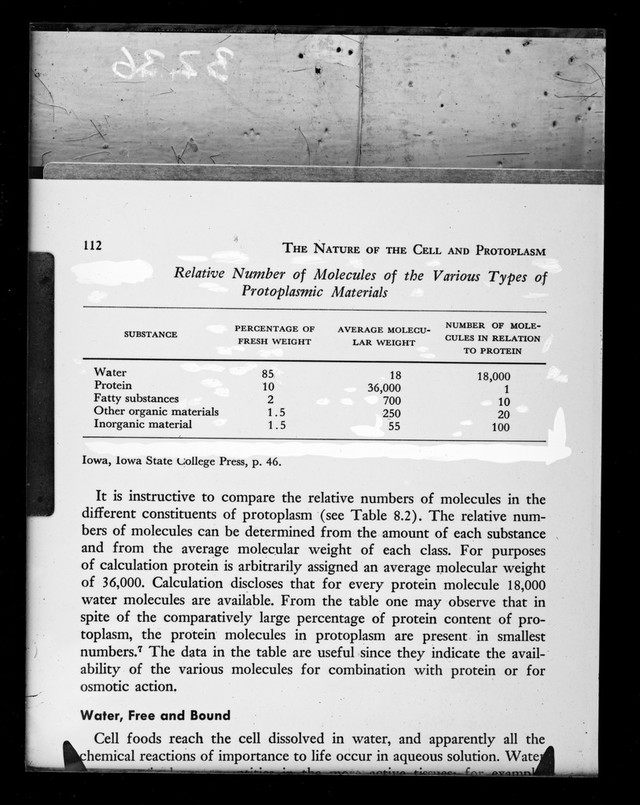 3236
112 THE NATURE OF THE CELL AND PROTOPLASM
Relative Number of Molecules of the Various Types of
Protoplasmic Materials
SUBSTANCE PERCENTAGE OF FRESH WEIGHT AVERAGE MOLECU- LAR WEIGHT NUMBER OF MOLE- CULES IN RELATION TO PROTEIN
Water 85 18 18,000
Protein 10 36,000 1
Fatty substances 2 700 10
Other organic materials 1.5 250 20
Inorganic material 1.5 55 100
Iowa, Iowa State College Press, p. 46.
It is instructive to compare the relative numbers of molecules in the
different constituents of protoplasm (see Table 8.2). The relative num-
bers of molecules can be determined from the amount of each substance
and from the average molecular weight of each class. For purposes
of calculation protein is arbitrarily assigned an average molecular weight
of 36,000. Calculation discloses that for every protein molecule 18,000
water molecules are available. From the table one may observe that in
spite of the comparatively large percentage of protein content of pro-
toplasm, the protein molecules in protoplasm are present in smallest
numbers.⁷ The data in the table are useful since they indicate the avail-
ability of the various molecules for combination with protein or for
osmotic action.
Water, Free and Bound
Cell foods reach the cell dissolved in water, and apparently all the
chemical reactions of importance to life occur in aqueous solution. Water
in the more active tissues; for example